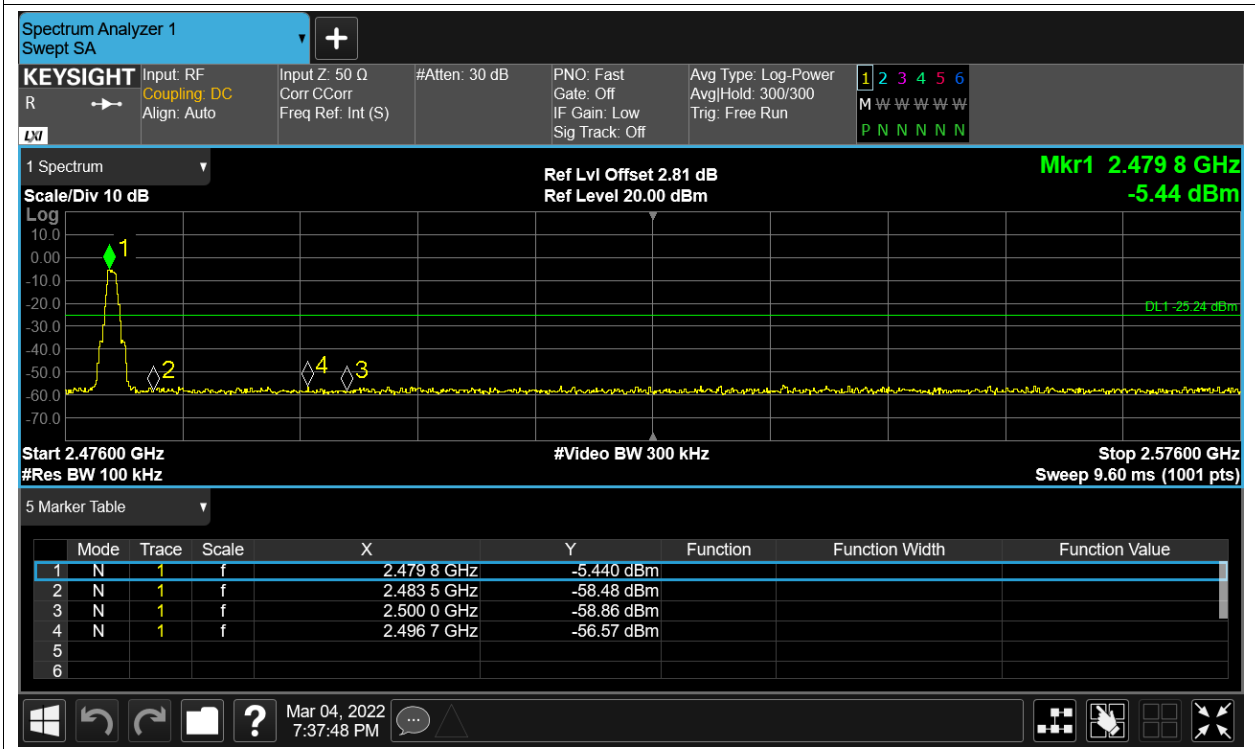 Spectrum Analyzer 1
Swept SA
KEYSIGHT Input: RF Input Z: 50 Ω #Atten: 30 dB PNO: Fast Avg Type: Log-Power 1 2 3 4 5 6
R Coupling: DC Corr CCorr Gate: Off Avg|Hold: 300/300 M W W W W W
Align: Auto Freq Ref: Int (S) IF Gain: Low Trig: Free Run
LXI Sig Track: Off P N N N N N
1 Spectrum Ref Lvl Offset 2.81 dB Mkr1 2.479 8 GHz
Scale/Div 10 dB Ref Level 20.00 dBm -5.44 dBm
Log
10.0
1
0.00
-10.0
-20.0
DL1 -25.24 dBm
-30.0
-40.0
-50.0 2 4 3
-60.0
-70.0
Start 2.47600 GHz #Video BW 300 kHz Stop 2.57600 GHz
#Res BW 100 kHz Sweep 9.60 ms (1001 pts)
5 Marker Table
Mode Trace Scale X Y Function Function Width Function Value
1 N 1 f 2.479 8 GHz -5.440 dBm
2 N 1 f 2.483 5 GHz -58.48 dBm
3 N 1 f 2.500 0 GHz -58.86 dBm
4 N 1 f 2.496 7 GHz -56.57 dBm
5
6
? Mar 04, 2022
7:37:48 PM